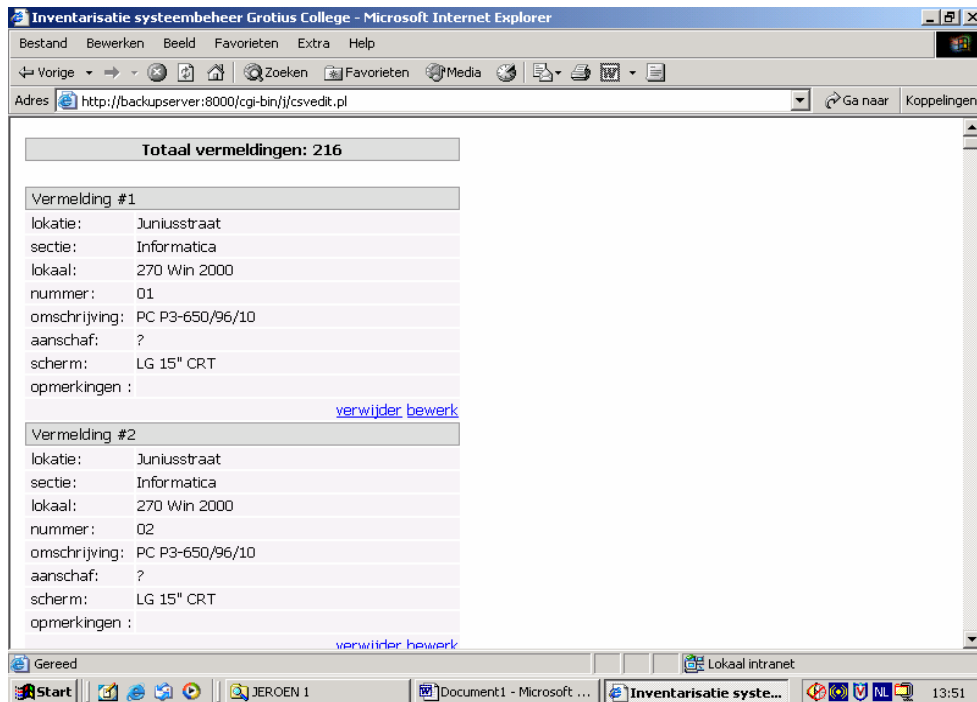 Inventarisatie systeembeheer Grotius College - Microsoft Internet Explorer
Bestand Bewerken Beeld Favorieten Extra Help
Vorige Zoeken Favorieten Media
Adres http://backupserver:8000/cgi-bin/j/csvedit.pl Ga naar Koppelingen
Totaal vermeldingen: 216
Vermelding #1
lokatie: Juniusstraat
sectie: Informatica
lokaal: 270 Win 2000
nummer: 01
omschrijving: PC P3-650/96/10
aanschaf: ?
scherm: LG 15" CRT
opmerkingen :
verwijder bewerk
Vermelding #2
lokatie: Juniusstraat
sectie: Informatica
lokaal: 270 Win 2000
nummer: 02
omschrijving: PC P3-650/96/10
aanschaf: ?
scherm: LG 15" CRT
opmerkingen :
verwijder bewerk
Gereed Lokaal intranet
Start JEROEN 1 Document1 - Microsoft ... Inventarisatie syste... NL 13:51